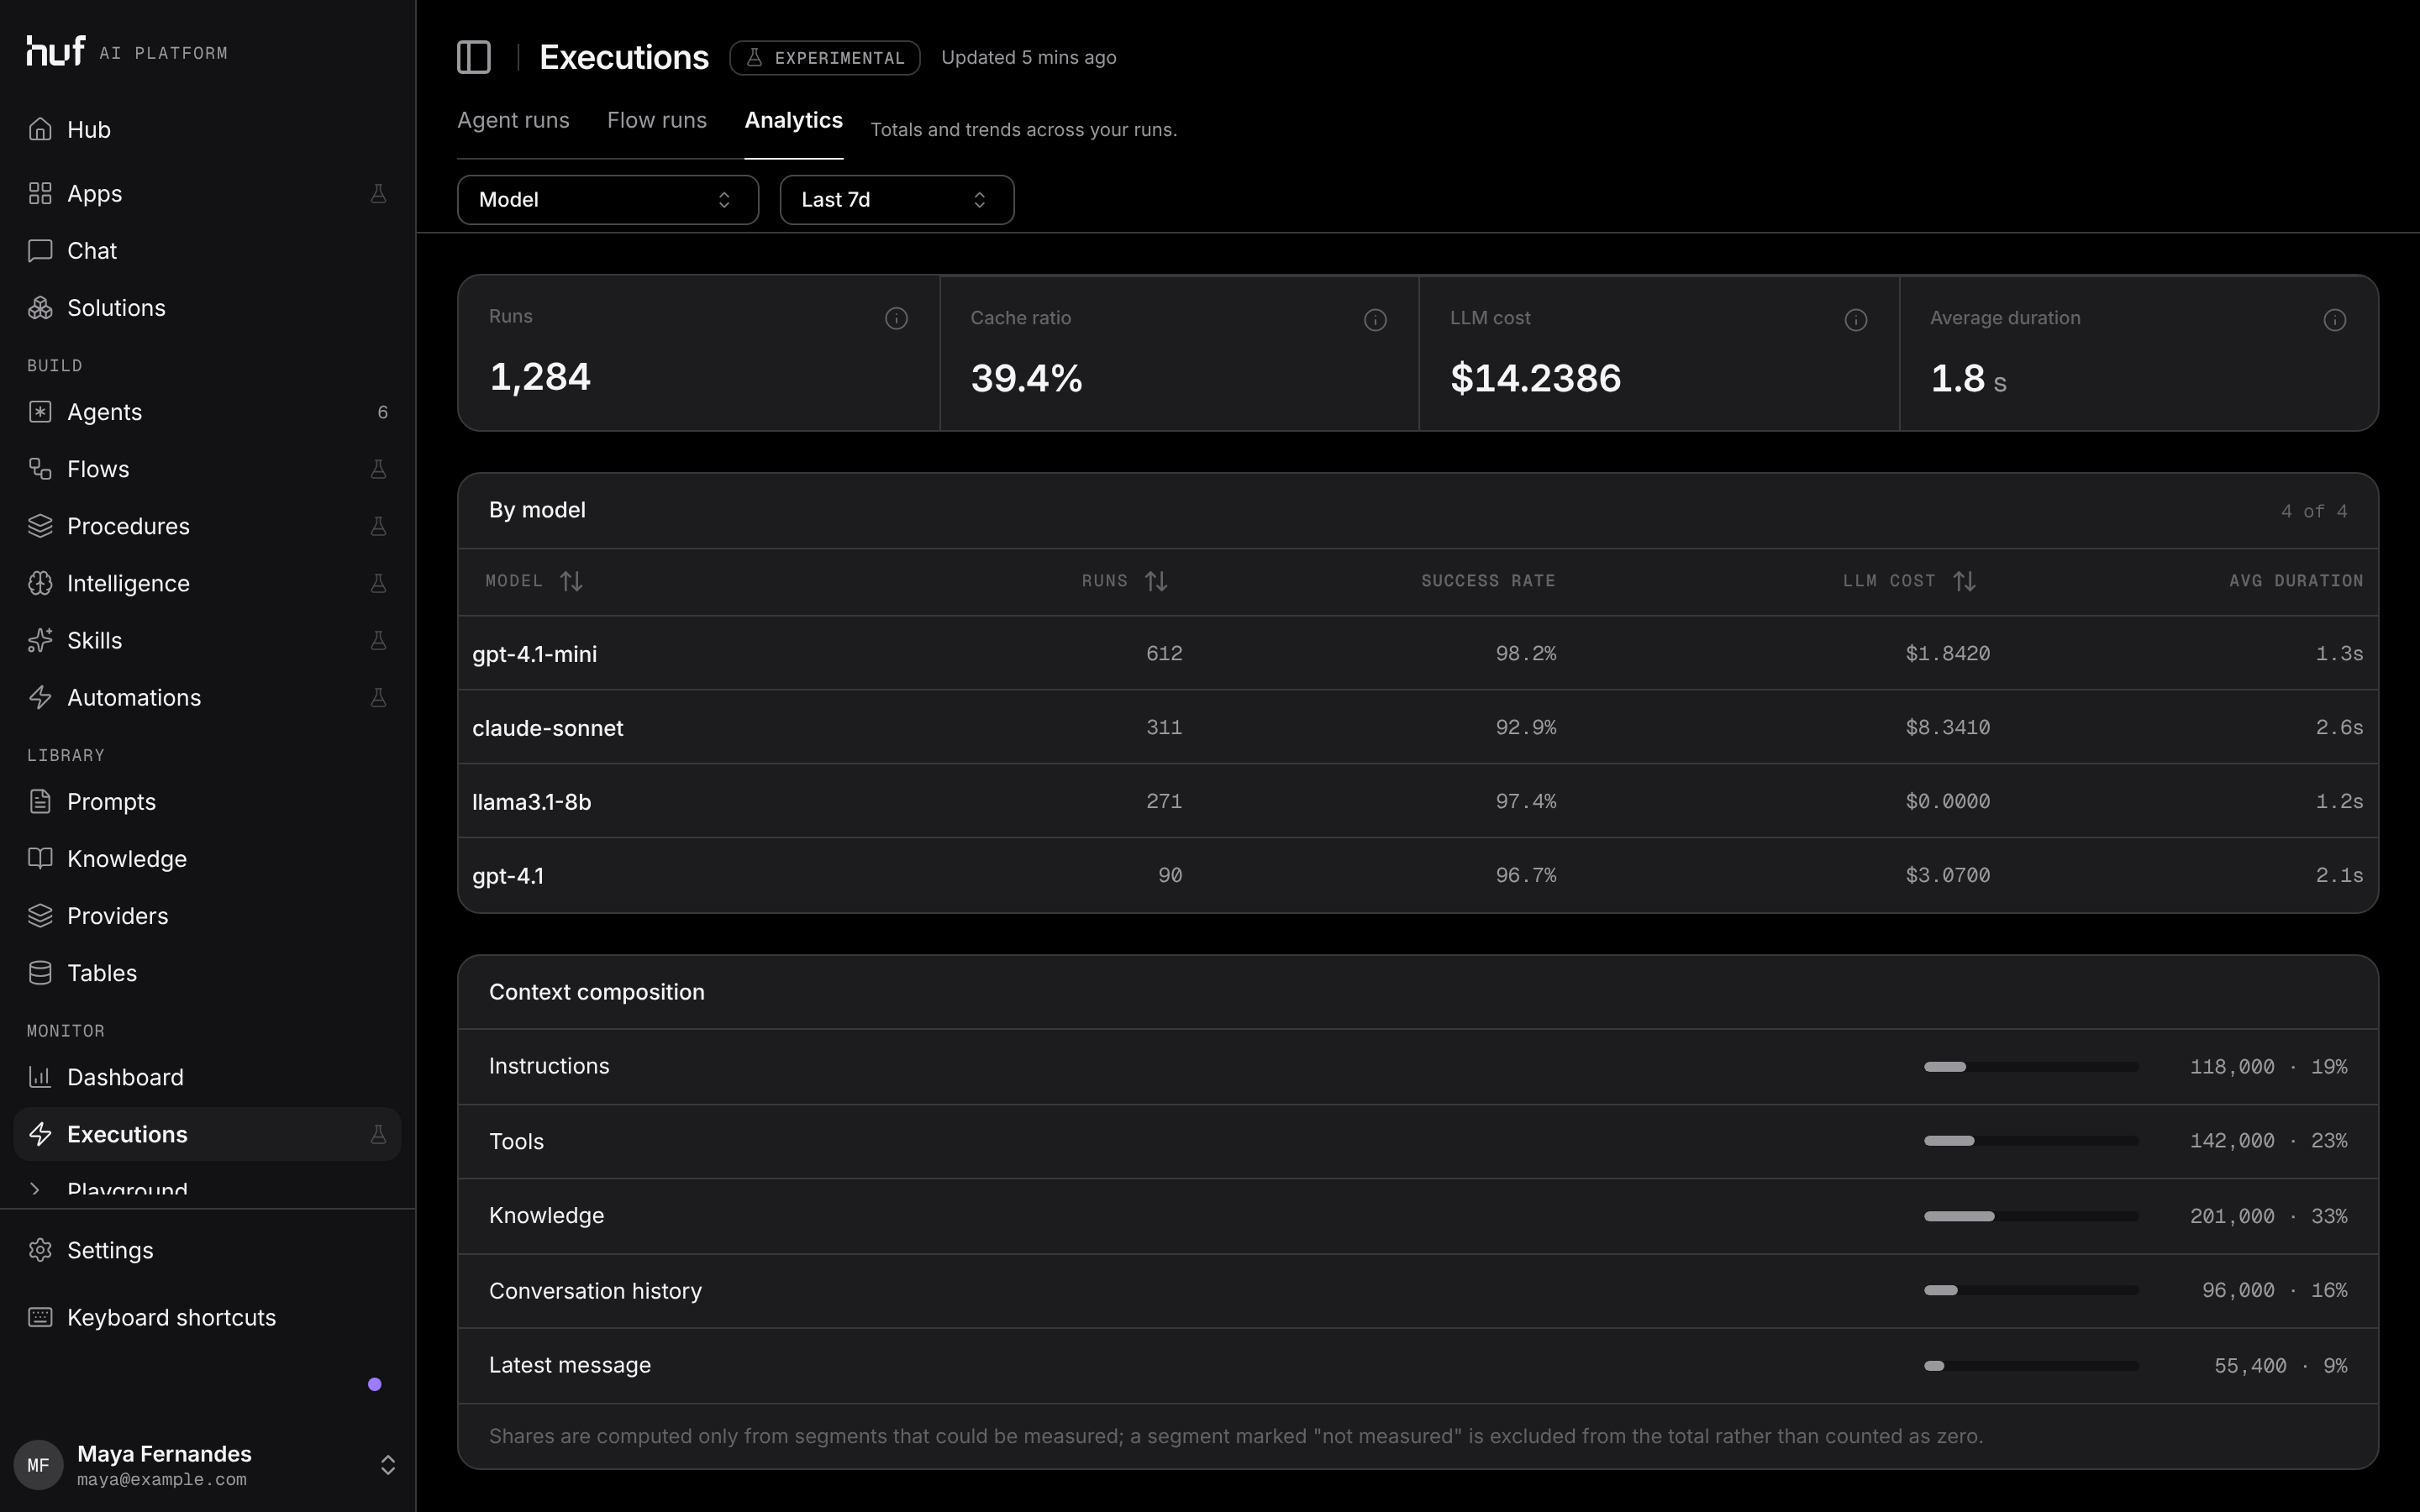 huf AI PLATFORM
Hub
Apps
Chat
Solutions
BUILD
Agents 6
Flows
Procedures
Intelligence
Skills
Automations
LIBRARY
Prompts
Knowledge
Providers
Tables
MONITOR
Dashboard
Executions
Playground
Settings
Keyboard shortcuts
MF
Maya Fernandes
maya@example.com
Executions EXPERIMENTAL Updated 5 mins ago
Agent runs Flow runs Analytics Totals and trends across your runs.
Model Last 7d
Runs Cache ratio LLM cost Average duration
1,284 39.4% $14.2386 1.8 s
By model 4 of 4
MODEL RUNS SUCCESS RATE LLM COST AVG DURATION
gpt-4.1-mini 612 98.2% $1.8420 1.3s
claude-sonnet 311 92.9% $8.3410 2.6s
llama3.1-8b 271 97.4% $0.0000 1.2s
gpt-4.1 90 96.7% $3.0700 2.1s
Context composition
Instructions 118,000 · 19%
Tools 142,000 · 23%
Knowledge 201,000 · 33%
Conversation history 96,000 · 16%
Latest message 55,400 · 9%
Shares are computed only from segments that could be measured; a segment marked "not measured" is excluded from the total rather than counted as zero.